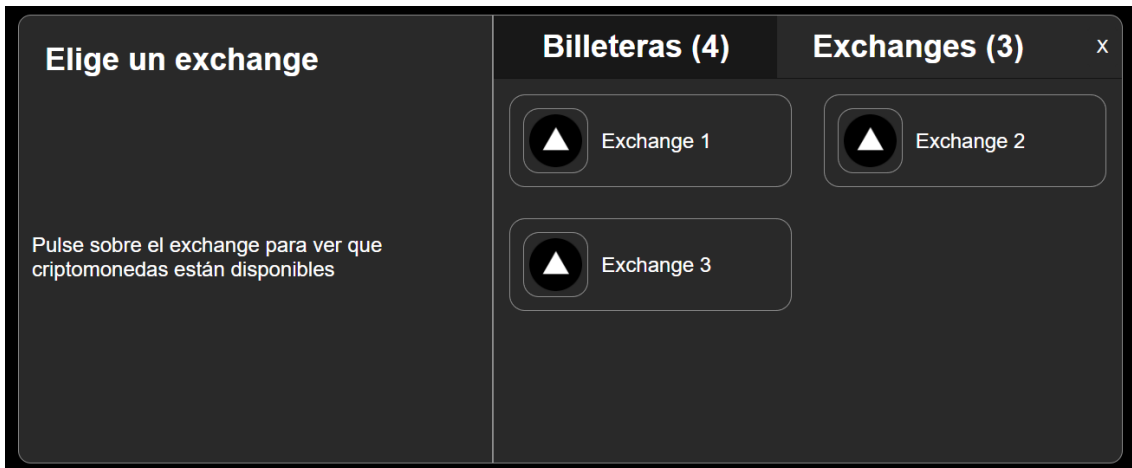 Elige un exchange
Pulse sobre el exchange para ver que
criptomonedas están disponibles
Billeteras (4)
Exchanges (3)
x
Exchange 1
Exchange 2
Exchange 3